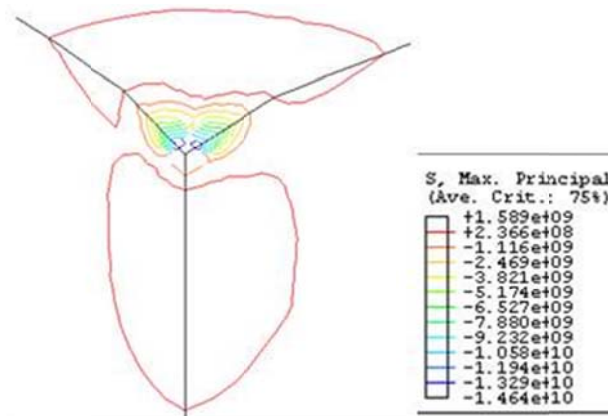 S, Max. Principal
(Ave. Crit.: 75%)
+1.589e+09
+2.366e+08
-1.116e+09
-2.469e+09
-3.821e+09
-5.174e+09
-6.527e+09
-7.880e+09
-9.232e+09
-1.058e+10
-1.194e+10
-1.329e+10
-1.464e+10